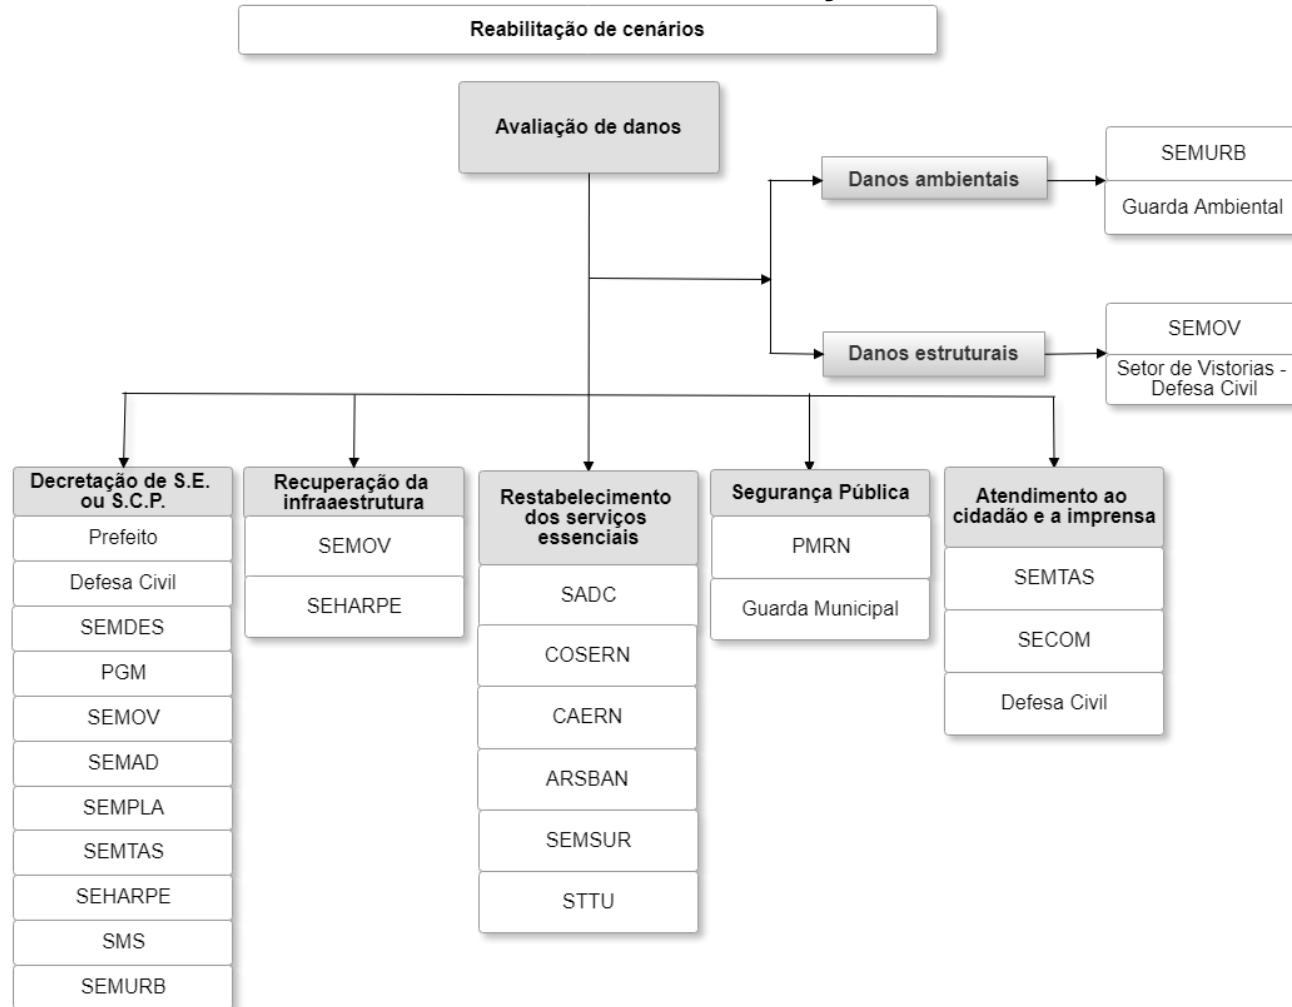 Reabilitação de cenários
Avaliação de danos
Danos ambientais
SEMURB
Guarda Ambiental
Danos estruturais
SEMOV
Setor de Vistorias -
Defesa Civil
Decretação de S.E.
ou S.C.P.
Prefeito
Defesa Civil
SEMDES
PGM
SEMOV
SEMAD
SEMPLA
SEMTAS
SEHARPE
SMS
SEMURB
Recuperação da
infraaestrutura
SEMOV
SEHARPE
Restabelecimento
dos serviços
essenciais
SADC
COSERN
CAERN
ARSBAN
SEMSUR
STTU
Segurança Pública
PMRN
Guarda Municipal
Atendimento ao
cidadão e a imprensa
SEMTAS
SECOM
Defesa Civil